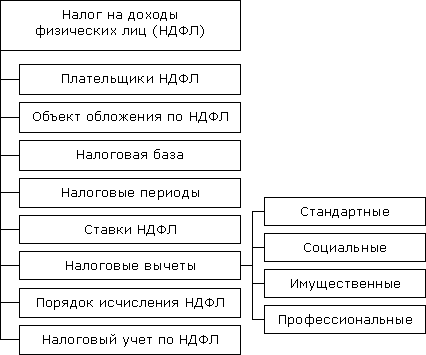 Налог на доходы
физических лиц (НДФЛ)
Плательщики НДФЛ
Объект обложения по НДФЛ
Налоговая база
Налоговые периоды
Ставки НДФЛ
Налоговые вычеты
Порядок исчисления НДФЛ
Налоговый учет по НДФЛ
Стандартные
Социальные
Имущественные
Профессиональные